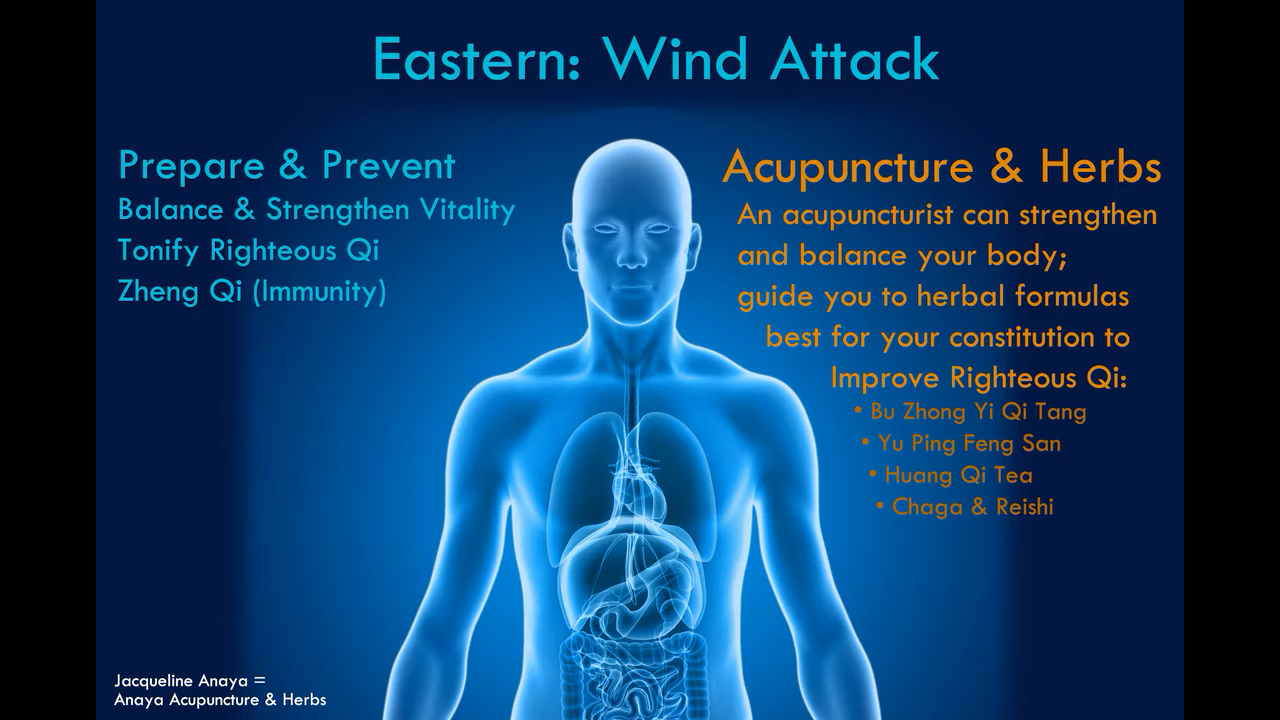 Eastern: Wind Attack
Prepare & Prevent
Balance & Strengthen Vitality
Tonify Righteous Qi
Zheng Qi (Immunity)
Acupuncture & Herbs
An acupuncturist can strengthen
and balance your body;
guide you to herbal formulas
best for your constitution to
Improve Righteous Qi:
• Bu Zhong Yi Qi Tang
• Yu Ping Feng San
• Huang Qi Tea
• Chaga & Reishi
Jacqueline Anaya =
Anaya Acupuncture & Herbs